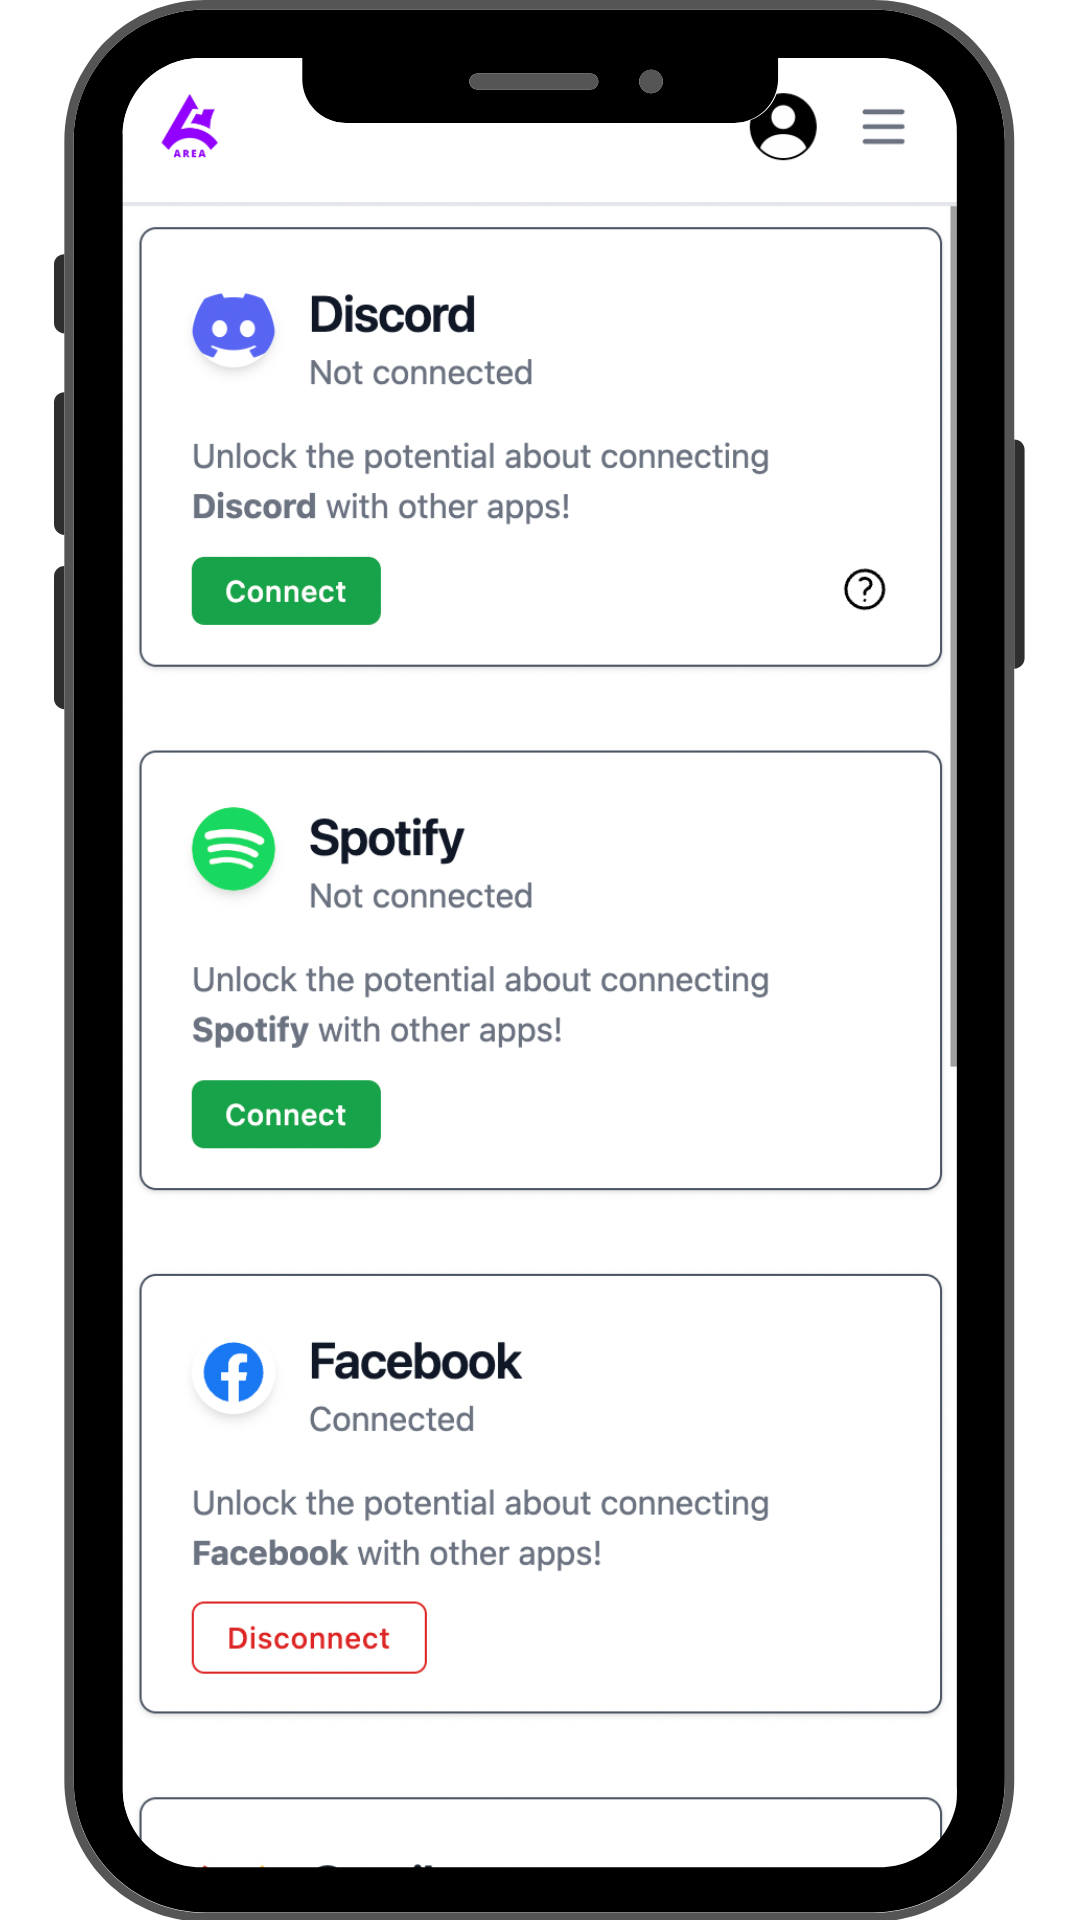 AREA
Discord
Not connected
Unlock the potential about connecting
Discord with other apps!
Connect
?
Spotify
Not connected
Unlock the potential about connecting
Spotify with other apps!
Connect
Facebook
Connected
Unlock the potential about connecting
Facebook with other apps!
Disconnect